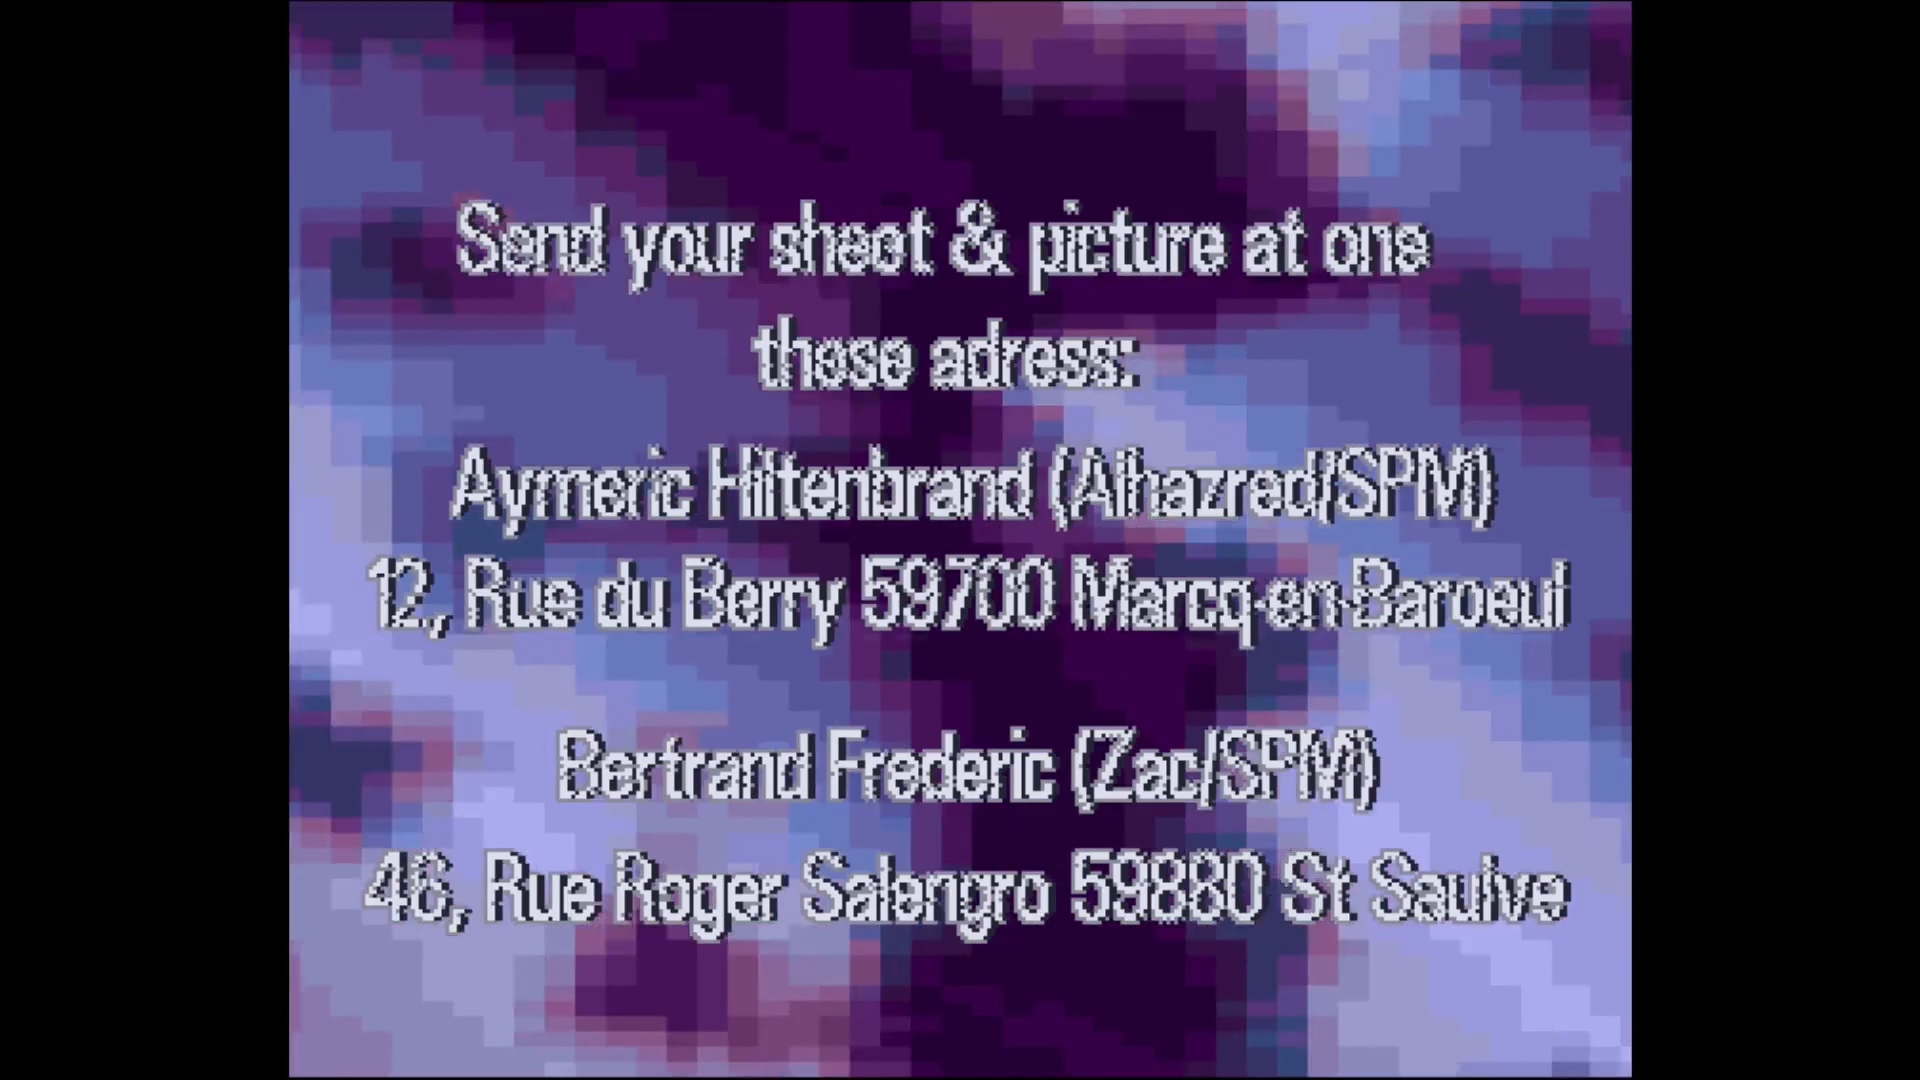 Send your sheet & picture at one
these adress:
Aymeric Hiltenbrand (Alhazred/SPM)
12, Rue du Berry 59700 Marcq-en-Baroeul
Bertrand Frederic (Zac/SPM)
46, Rue Roger Salengro 59880 St Saulve